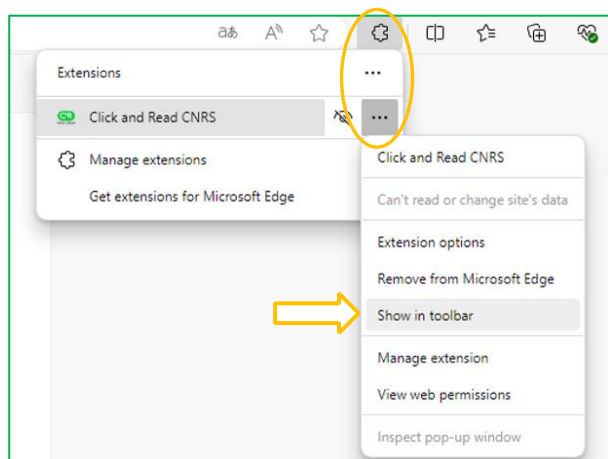 aあ A
Extensions
Click and Read CNRS
Manage extensions
Get extensions for Microsoft Edge
Click and Read CNRS
Can't read or change site's data
Extension options
Remove from Microsoft Edge
Show in toolbar
Manage extension
View web permissions
Inspect pop-up window